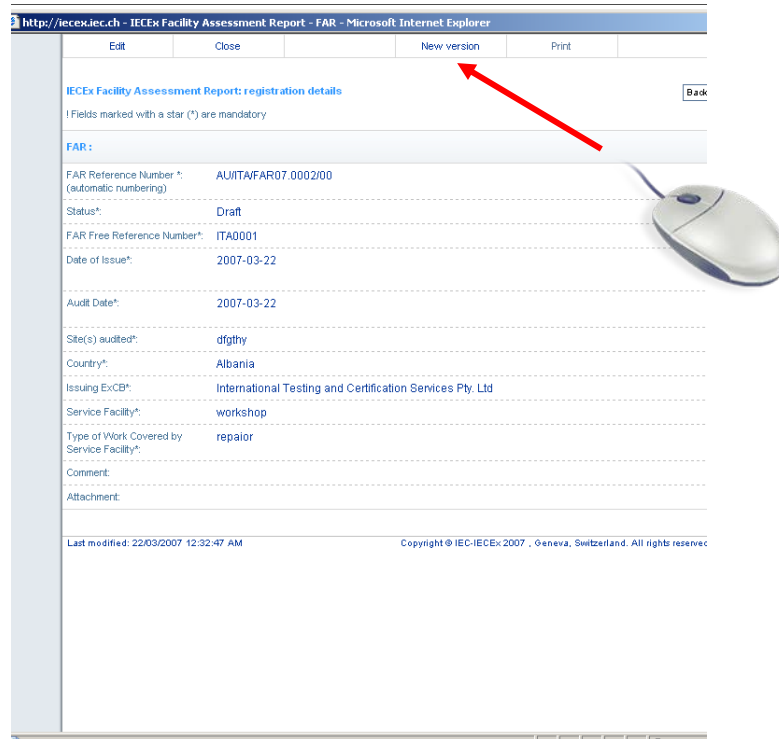 http://iecex.iec.ch - IECEx Facility Assessment Report - FAR - Microsoft Internet Explorer
Edit Close New version Print
IECEx Facility Assessment Report: registration details Back
! Fields marked with a star (*) are mandatory
FAR :
FAR Reference Number *: AU/ITA/FAR07.0002/00
(automatic numbering)
Status*: Draft
FAR Free Reference Number*: ITA0001
Date of Issue*: 2007-03-22
Audit Date*: 2007-03-22
Site(s) audited*: dfgthy
Country*: Albania
Issuing ExCB*: International Testing and Certification Services Pty. Ltd
Service Facility*: workshop
Type of Work Covered by repaior
Service Facility*:
Comment:
Attachment:
Last modified: 22/03/2007 12:32:47 AM Copyright © IEC-IECEx 2007 , Geneva, Switzerland. All rights reserved